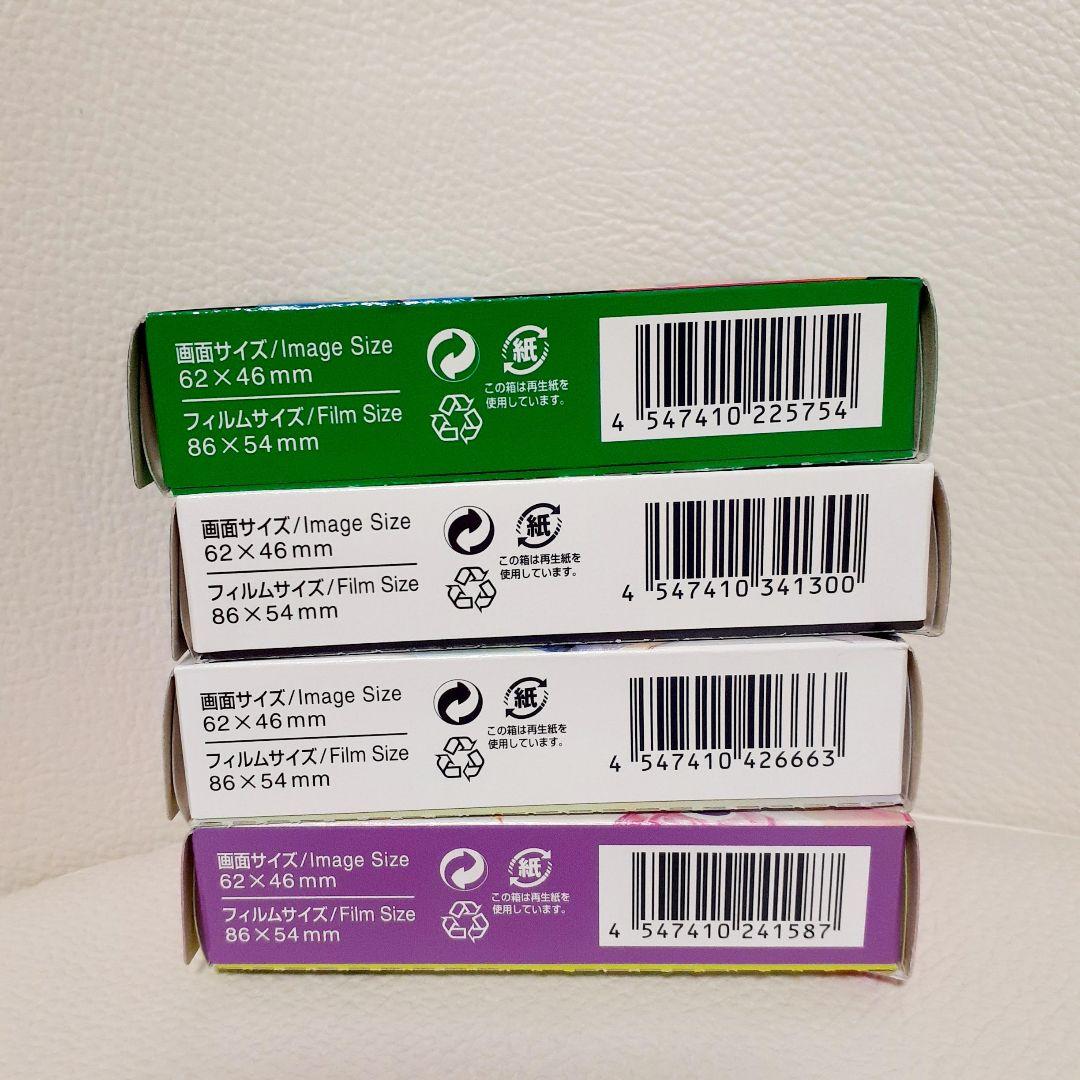 画面サイズ/Image Size
62×46mm
フィルムサイズ/Film Size
86×54mm
紙
この箱は再生紙を
使用しています。
4 547410 225754
画面サイズ/Image Size
62×46mm
フィルムサイズ/Film Size
86×54mm
紙
この箱は再生紙を
使用しています。
4 547410 341300
画面サイズ/Image Size
62×46mm
フィルムサイズ/Film Size
86×54mm
紙
この箱は再生紙を
使用しています。
4 547410 426663
画面サイズ/Image Size
62×46mm
フィルムサイズ/Film Size
86×54mm
紙
この箱は再生紙を
使用しています。
4 547410 241587